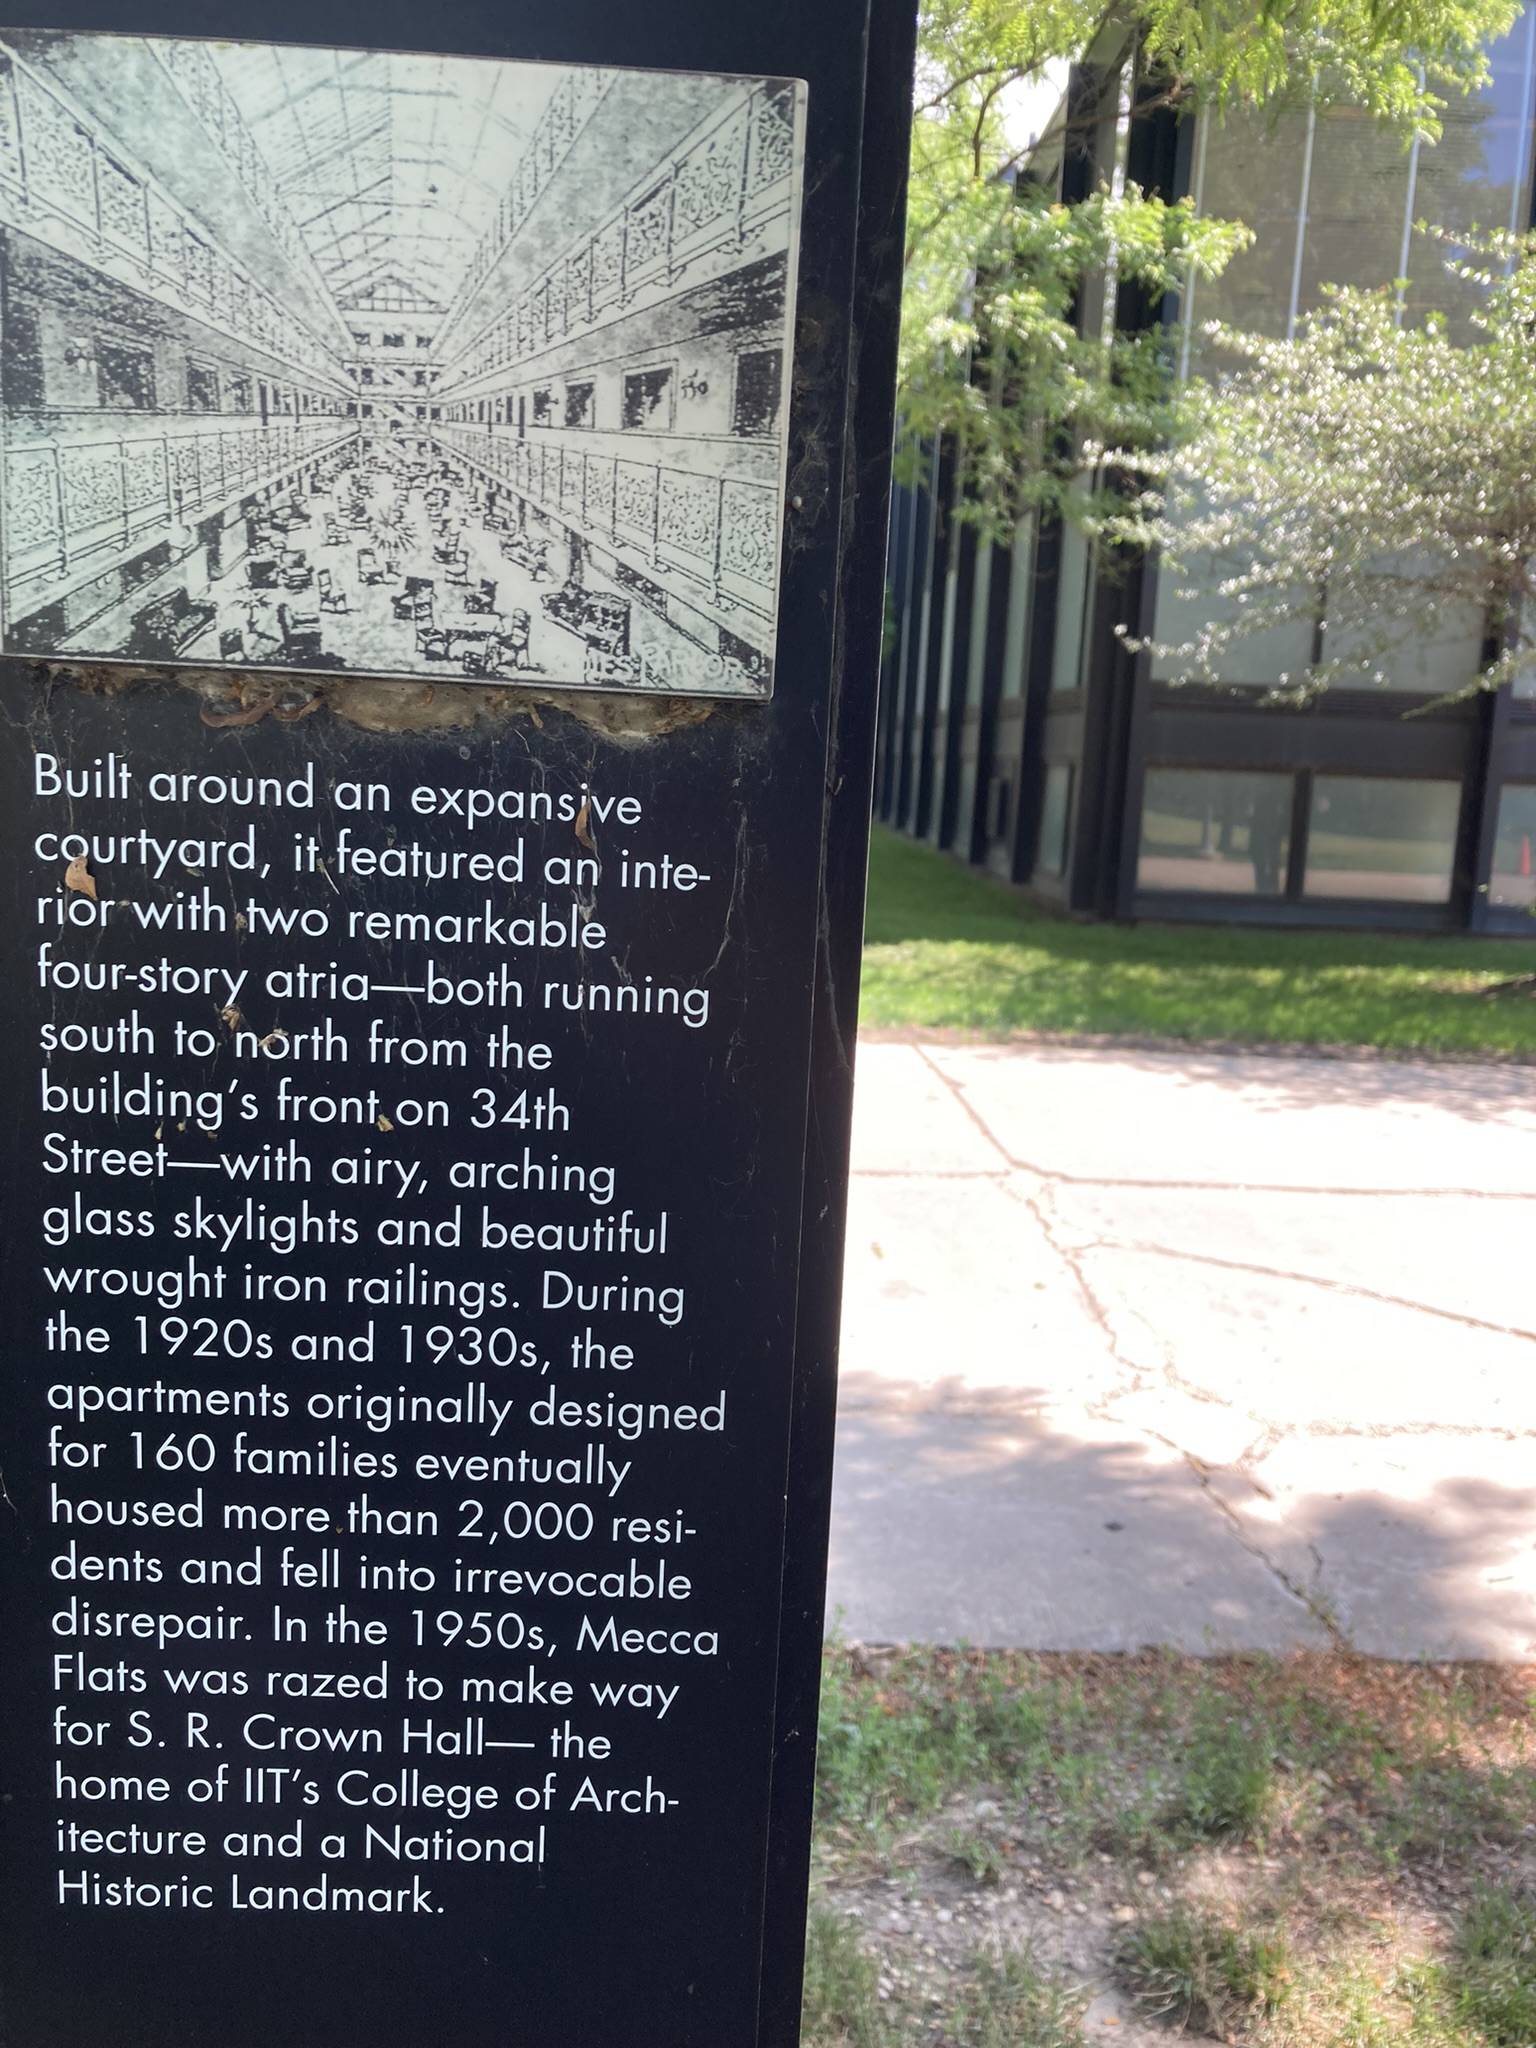 PARLOR
Built around an expansive
courtyard, it featured an inte-
rior with two remarkable
four-story atria—both running
south to north from the
building's front on 34th
Street—with airy, arching
glass skylights and beautiful
wrought iron railings. During
the 1920s and 1930s, the
apartments originally designed
for 160 families eventually
housed more than 2,000 resi-
dents and fell into irrevocable
disrepair. In the 1950s, Mecca
Flats was razed to make way
for S. R. Crown Hall— the
home of IIT's College of Arch-
itecture and a National
Historic Landmark.